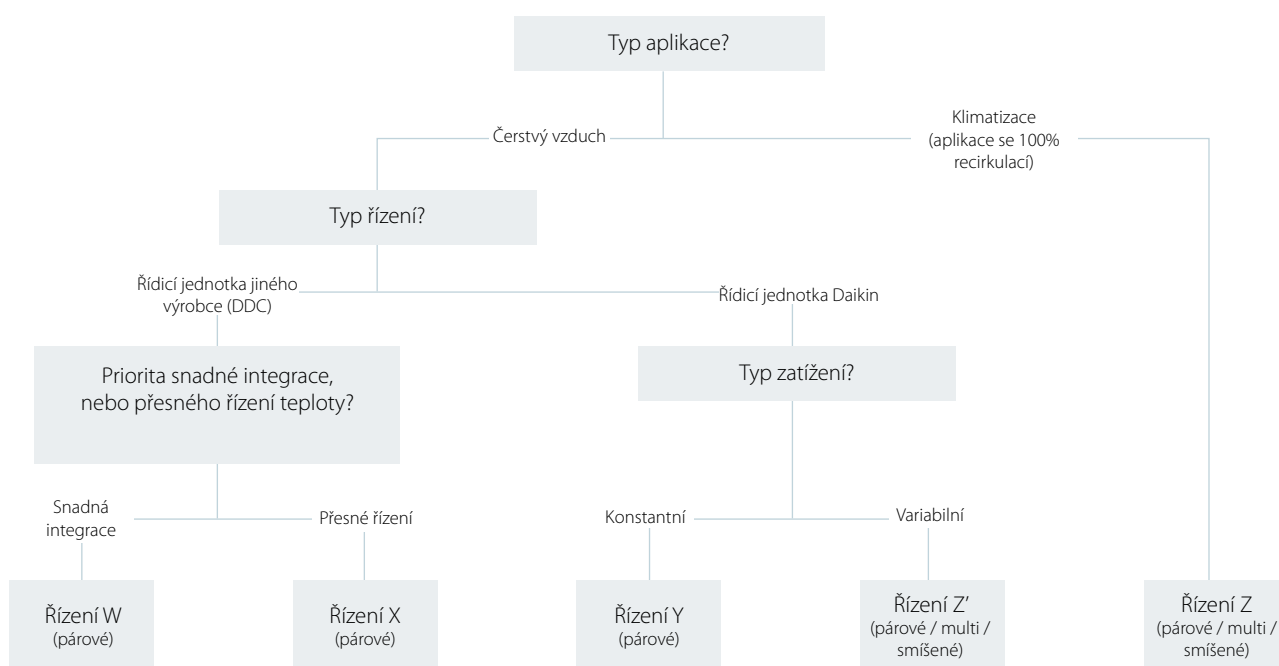 Typ aplikace?
Čerstvý vzduch
Klimatizace
(aplikace se 100%
recirkulací)
Typ řízení?
Řídicí jednotka jiného
výrobce (DDC)
Řídicí jednotka Daikin
Priorita snadné integrace,
nebo přesného řízení teploty?
Typ zatížení?
Snadná
integrace
Přesné řízení
Konstantní
Variabilní
Řízení W
(párové)
Řízení X
(párové)
Řízení Y
(párové)
Řízení Z’
(párové / multi /
smíšené)
Řízení Z
(párové / multi /
smíšené)